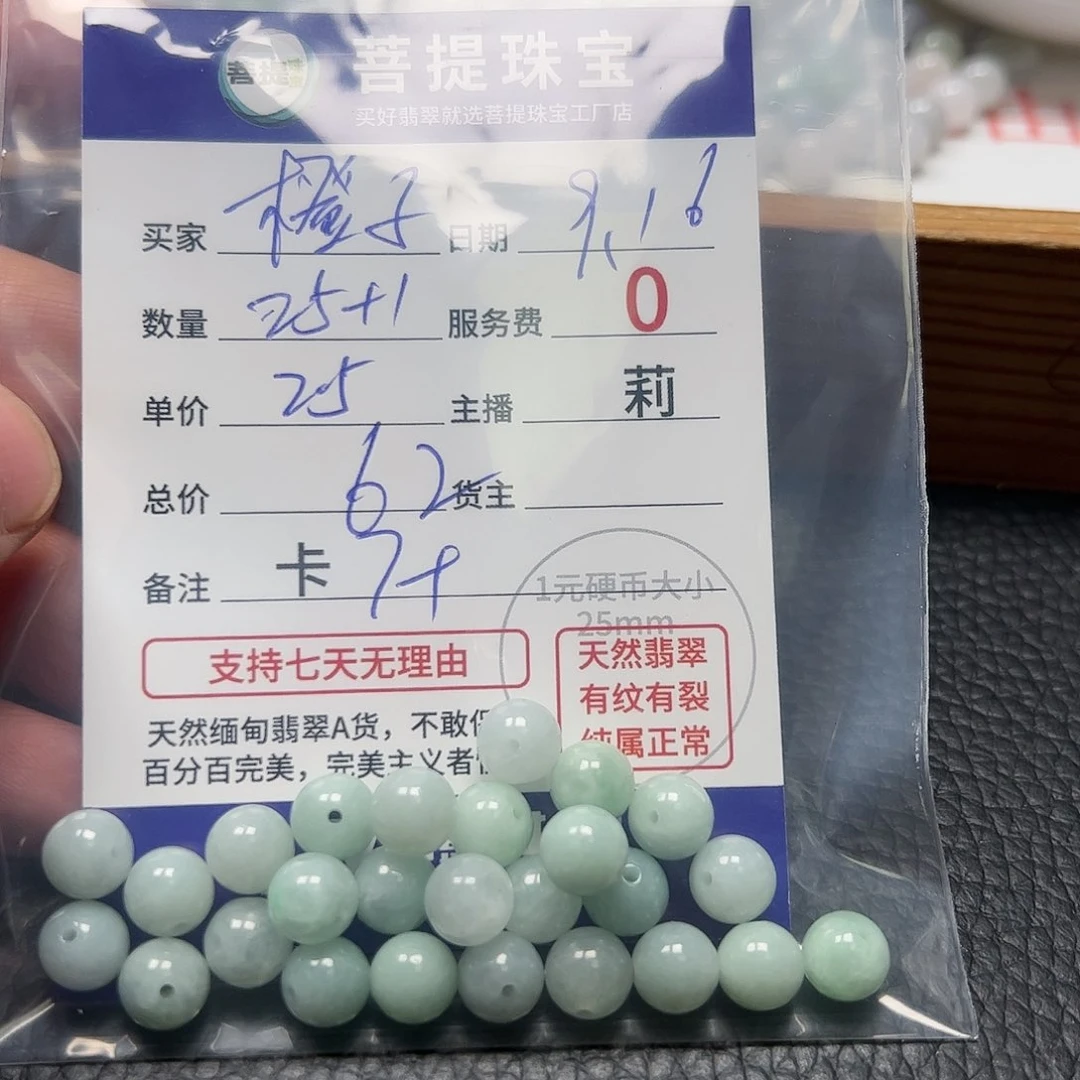 菩提珠宝
买好翡翠就选菩提珠宝工厂店
买家 橙子 日期 9.16
数量 25+1 服务费 0
单价 25 主播 莉
总价 62 货主
备注 卡 7+
1元硬币大小
25mm
支持七天无理由
天然翡翠
有纹有裂
纯属正常
天然缅甸翡翠A货，不敢
百分百完美，完美主义者